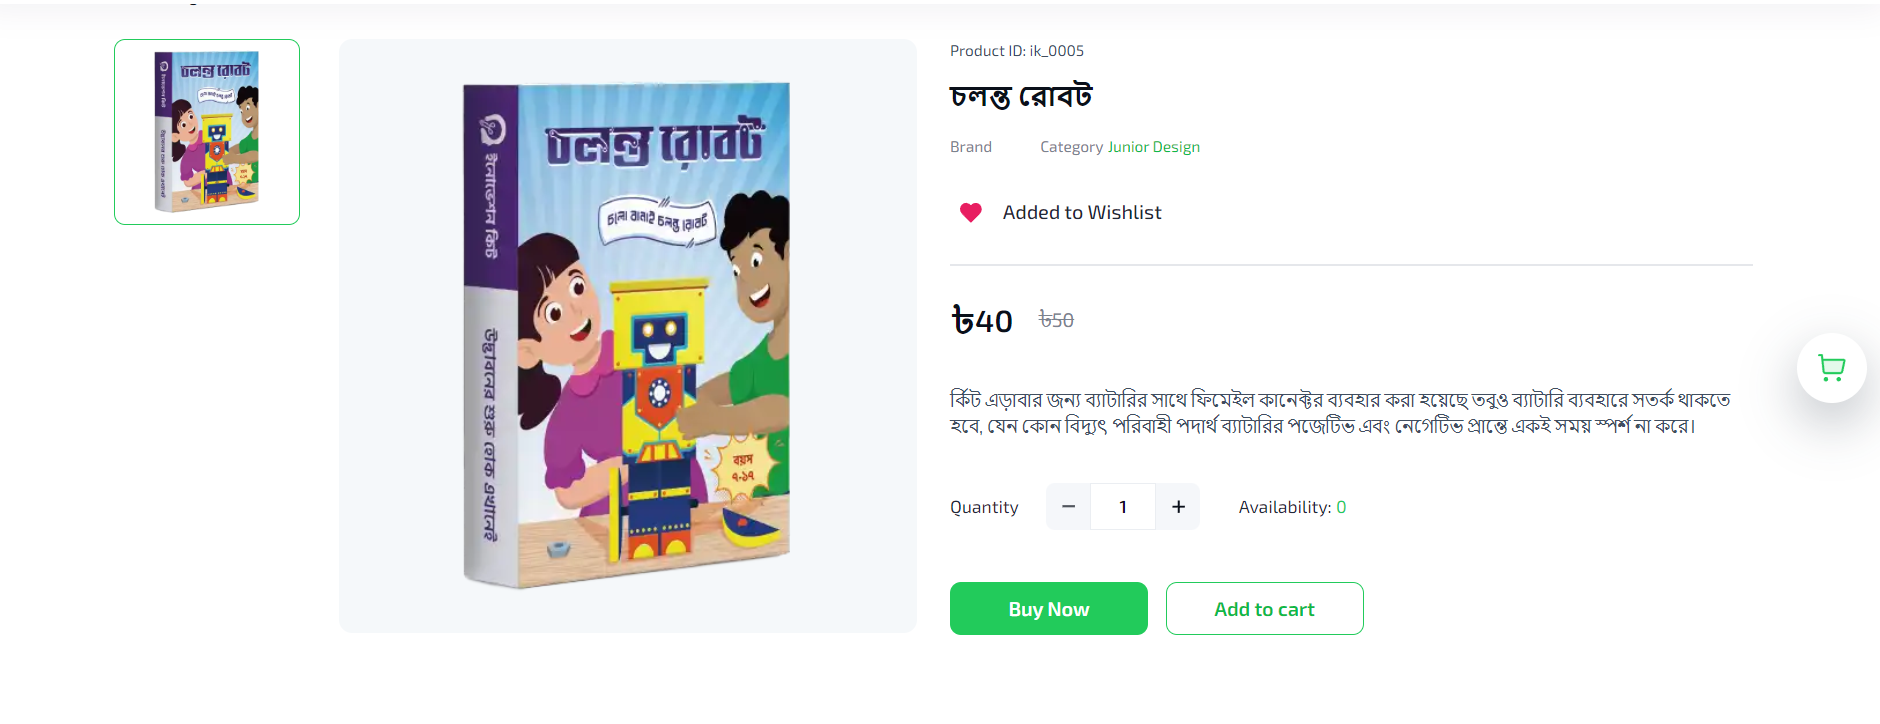 Product ID: ik_0005
চলন্ত রোবট
Brand
Category Junior Design
Added to Wishlist
৳40 ৳50
র্কিট এড়াবার জন্য ব্যাটারির সাথে ফিমেইল কানেক্টর ব্যবহার করা হয়েছে তবুও ব্যাটারি ব্যবহারে সতর্ক থাকতে
হবে, যেন কোন বিদ্যুৎ পরিবাহী পদার্থ ব্যাটারির পজেটিভ এবং নেগেটিভ প্রান্তে একই সময় স্পর্শ না করে।
Quantity
1
Availability: 0
Buy Now
Add to cart
চলন্ত রোবট
চলো বানাই চলন্ত রোবট
বয়স
৭-১৭
ইনোভেশন কিট
উদ্ভাবনের শুরু হোক এখানেই
চলন্ত রোবট